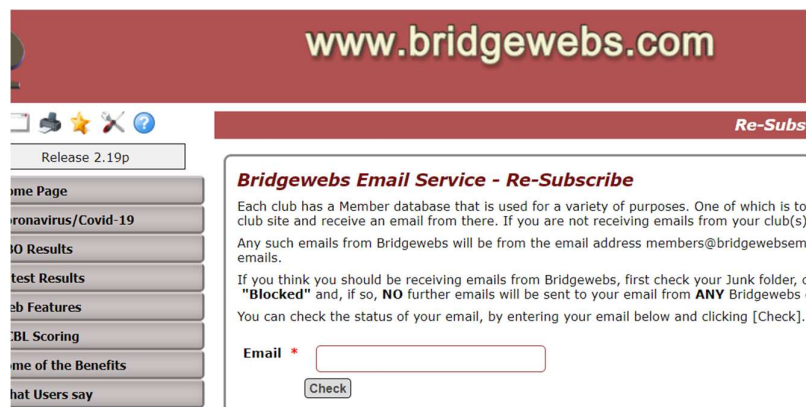 www.bridgewebs.com
Re-Subs
Release 2.19p
ome Page
oronavirus/Covid-19
O Results
test Results
eb Features
BL Scoring
me of the Benefits
hat Users say
Bridgewebs Email Service - Re-Subscribe
Each club has a Member database that is used for a variety of purposes. One of which is to
club site and receive an email from there. If you are not receiving emails from your club(s)
Any such emails from Bridgewebs will be from the email address members@bridgewebsem
emails.
If you think you should be receiving emails from Bridgewebs, first check your Junk folder,
"Blocked" and, if so, NO further emails will be sent to your email from ANY Bridgewebs
You can check the status of your email, by entering your email below and clicking [Check].
Email *
Check